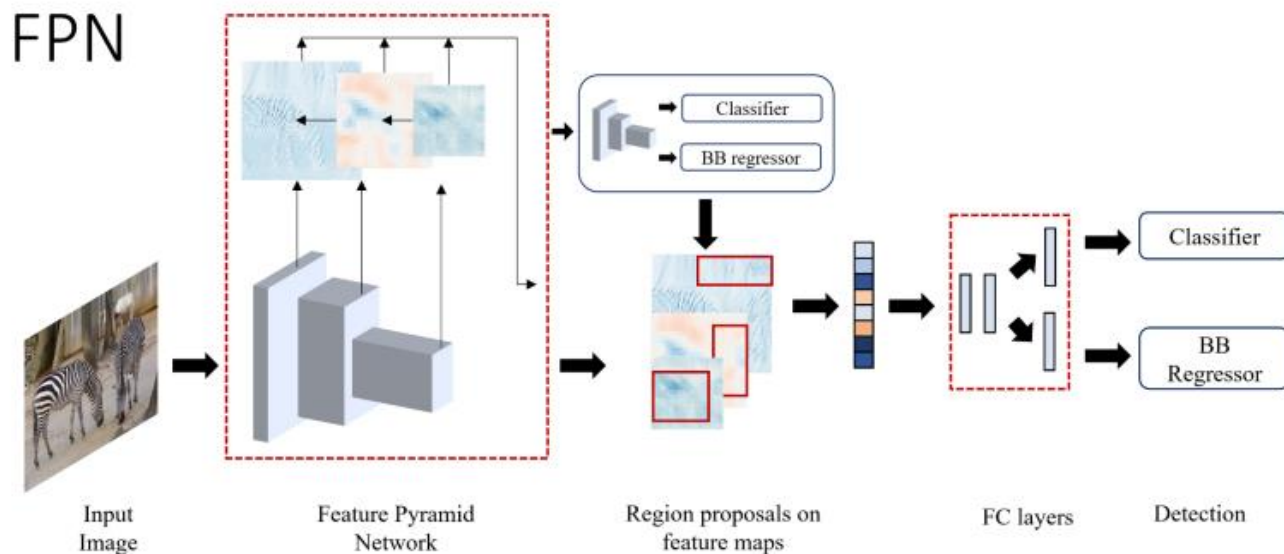 FPN
Classifier
BB regressor
Classifier
BB
Regressor
Input
Image
Feature Pyramid
Network
Region proposals on
feature maps
FC layers
Detection